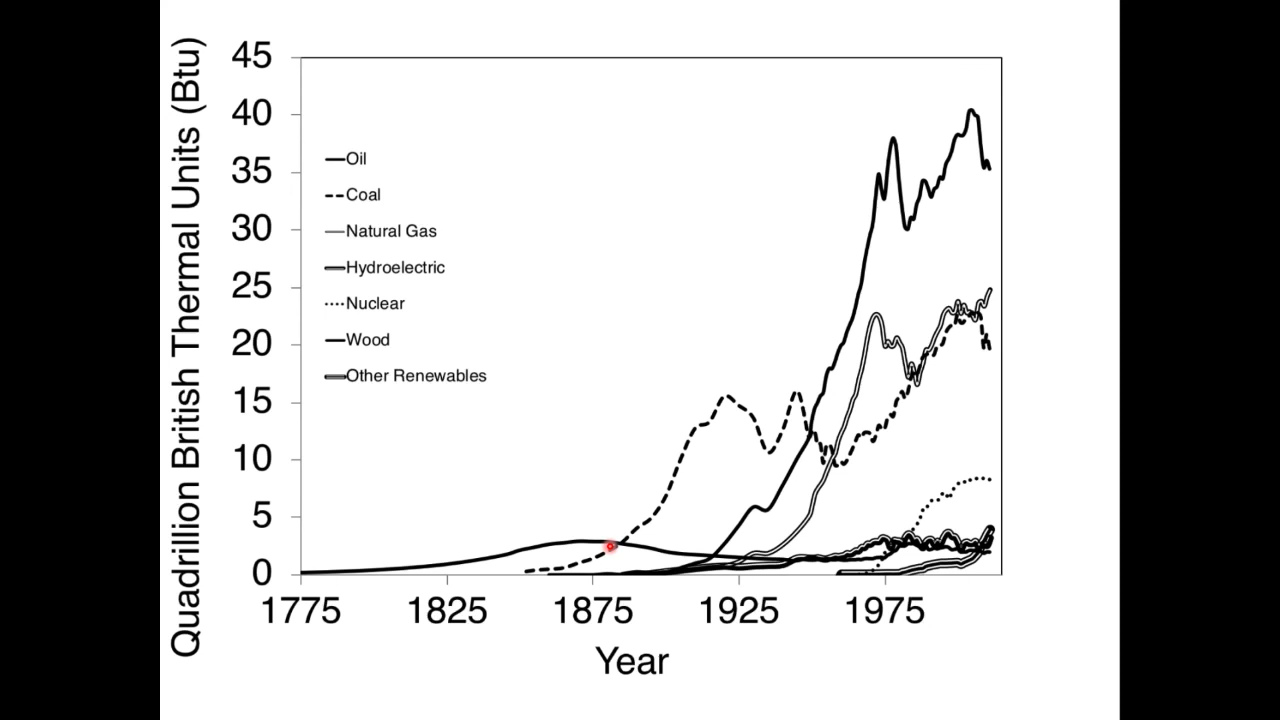 Quadrillion British Thermal Units (Btu)
45
40
35
30
25
20
15
10
5
0
Oil
Coal
Natural Gas
Hydroelectric
Nuclear
Wood
Other Renewables
1775 1825 1875 1925 1975
Year